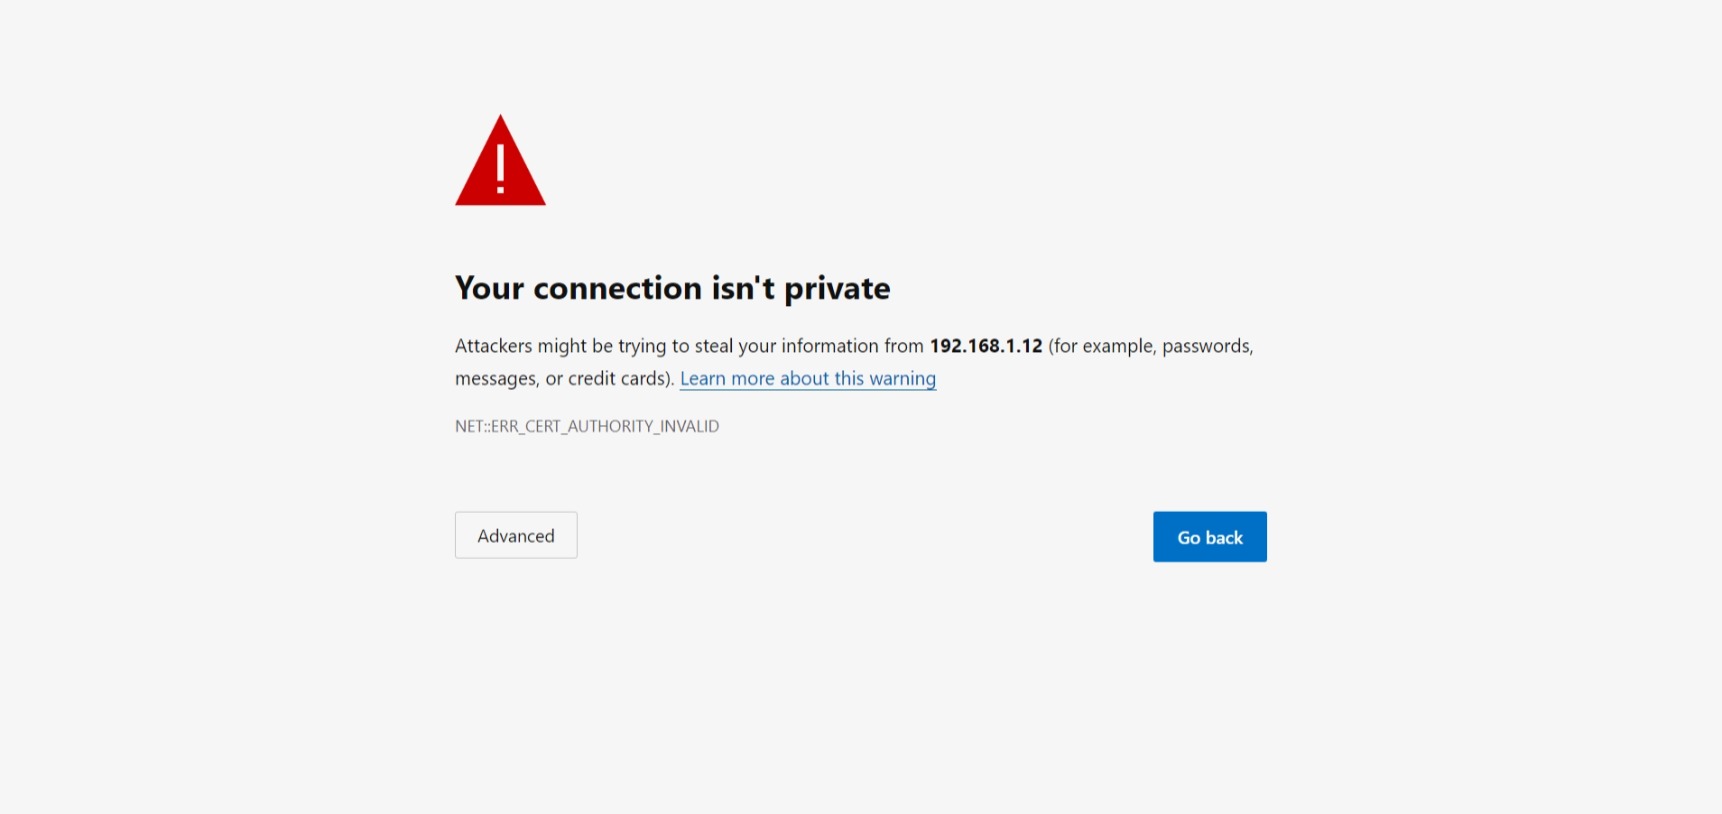 Your connection isn't private
Attackers might be trying to steal your information from 192.168.1.12 (for example, passwords,
messages, or credit cards). Learn more about this warning
NET::ERR_CERT_AUTHORITY_INVALID
Advanced
Go back